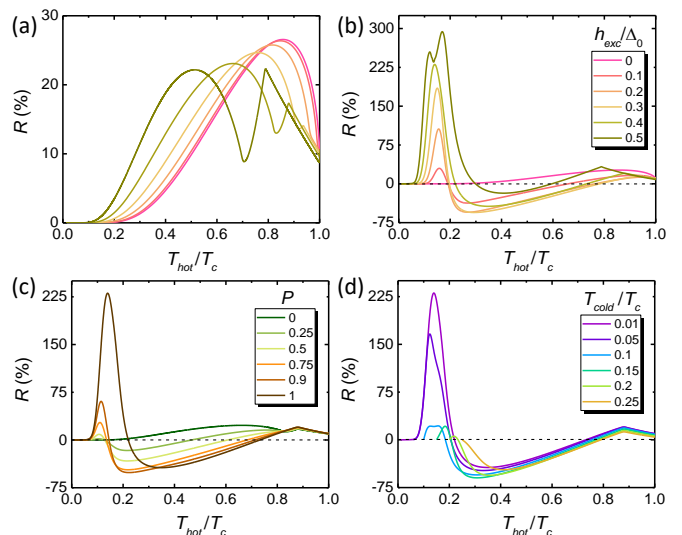 (a)
R (%)
30
20
10
0
0.0 0.2 0.4 0.6 0.8 1.0
T_hot/T_c
(b)
R (%)
300
225
150
75
0
-75
0.0 0.2 0.4 0.6 0.8 1.0
T_hot/T_c
h_exc/Δ_0
0
0.1
0.2
0.3
0.4
0.5
(c)
R (%)
225
150
75
0
-75
0.0 0.2 0.4 0.6 0.8 1.0
T_hot/T_c
P
0
0.25
0.5
0.75
0.9
1
(d)
R (%)
225
150
75
0
-75
0.0 0.2 0.4 0.6 0.8 1.0
T_hot/T_c
T_cold/T_c
0.01
0.05
0.1
0.15
0.2
0.25